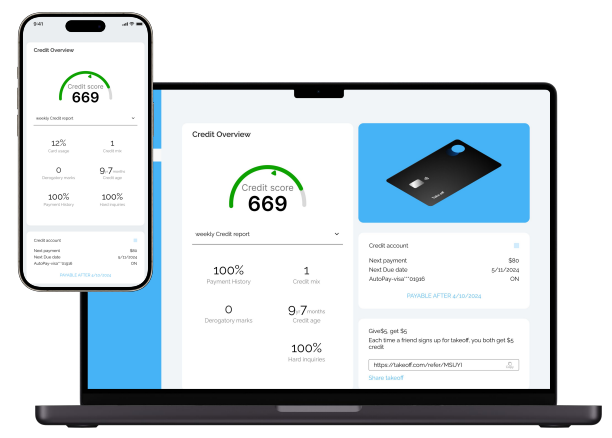 9:41
Credit Overview
Credit score
669
weekly Credit report
12%
Card usage
1
Credit mix
0
Derogatory marks
9yr7months
Credit age
100%
Payment History
100%
Hard Inquiries
Credit account
Next payment $80
Next Due date 5/11/2024
AutoPay-visa***01916 ON
PAYABLE AFTER 4/10/2024
Credit Overview
Credit score
669
weekly Credit report
100%
Payment History
1
Credit mix
0
Derogatory marks
9yr7months
Credit age
100%
Hard inquiries
Takeoff
Credit account
Next payment $80
Next Due date 5/11/2024
AutoPay-visa***01916 ON
PAYABLE AFTER 4/10/2024
Give$5, get $5
Each time a friend signs up for takeoff, you both get $5
credit
https://takeoff.com/refer/MSUYI
Share takeoff